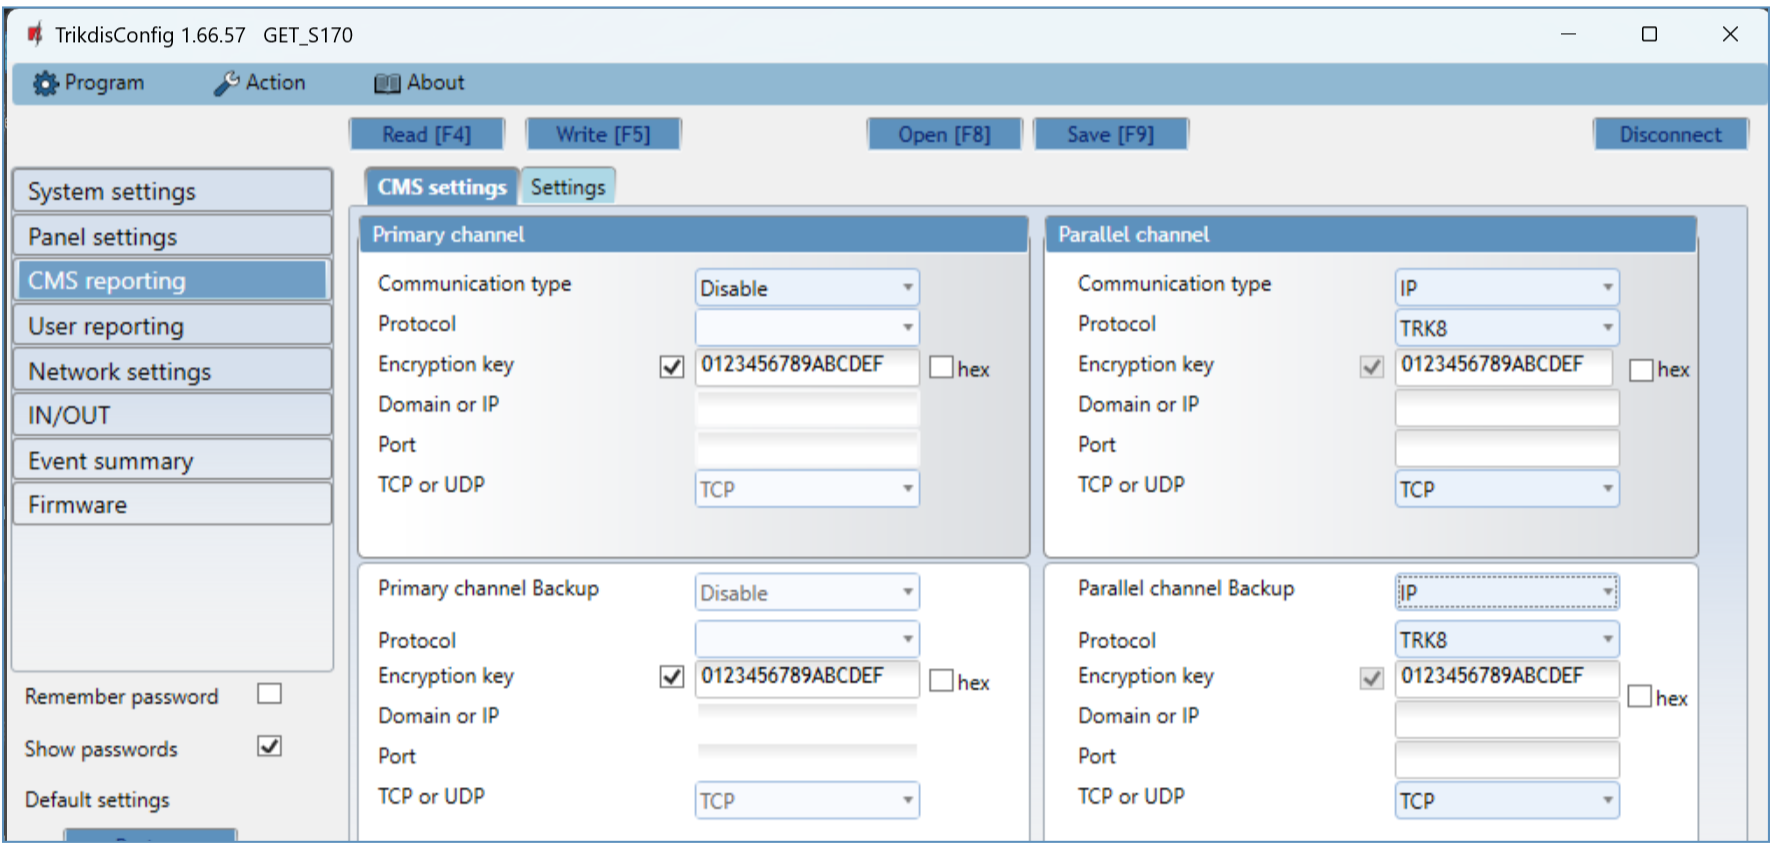 TrikdisConfig 1.66.57 GET_S170
Program Action About
Read [F4] Write [F5] Open [F8] Save [F9] Disconnect
System settings
Panel settings
CMS reporting
User reporting
Network settings
IN/OUT
Event summary
Firmware
Remember password
Show passwords
Default settings
CMS settings Settings
Primary channel
Communication type Disable
Protocol
Encryption key 0123456789ABCDEF hex
Domain or IP
Port
TCP or UDP TCP
Primary channel Backup Disable
Protocol
Encryption key 0123456789ABCDEF hex
Domain or IP
Port
TCP or UDP TCP
Parallel channel
Communication type IP
Protocol TRK8
Encryption key 0123456789ABCDEF hex
Domain or IP
Port
TCP or UDP TCP
Parallel channel Backup IP
Protocol TRK8
Encryption key 0123456789ABCDEF hex
Domain or IP
Port
TCP or UDP TCP